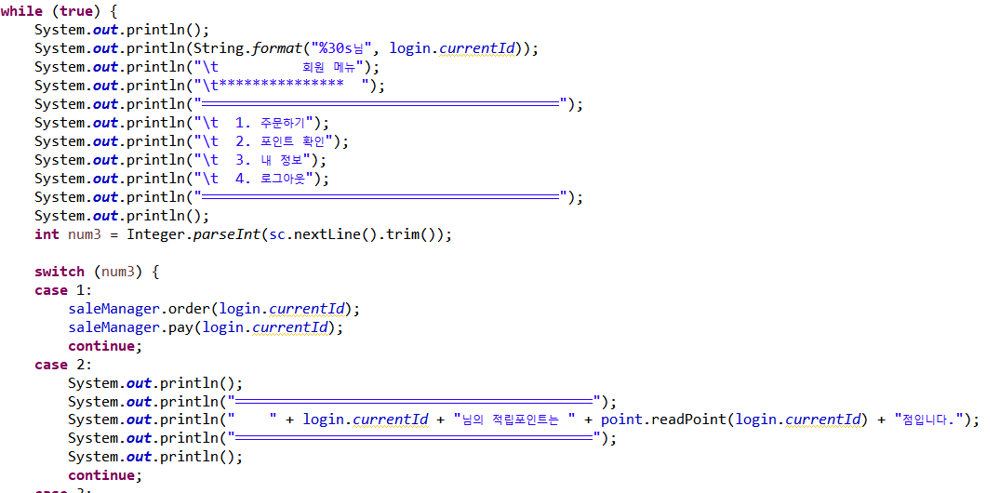 while (true) {
    System.out.println();
    System.out.println(String.format("%30s님", login.currentId));
    System.out.println("\t          회원 메뉴");
    System.out.println("\t***************  ");
    System.out.println("================================");
    System.out.println("\t  1. 주문하기");
    System.out.println("\t  2. 포인트 확인");
    System.out.println("\t  3. 내 정보");
    System.out.println("\t  4. 로그아웃");
    System.out.println("================================");
    System.out.println();
    int num3 = Integer.parseInt(sc.nextLine().trim());

    switch (num3) {
    case 1:
        saleManager.order(login.currentId);
        saleManager.pay(login.currentId);
        continue;
    case 2:
        System.out.println();
        System.out.println("================================");
        System.out.println("    " + login.currentId + "님의 적립포인트는 " + point.readPoint(login.currentId) + "점입니다.");
        System.out.println("================================");
        System.out.println();
        continue;
    case 3: